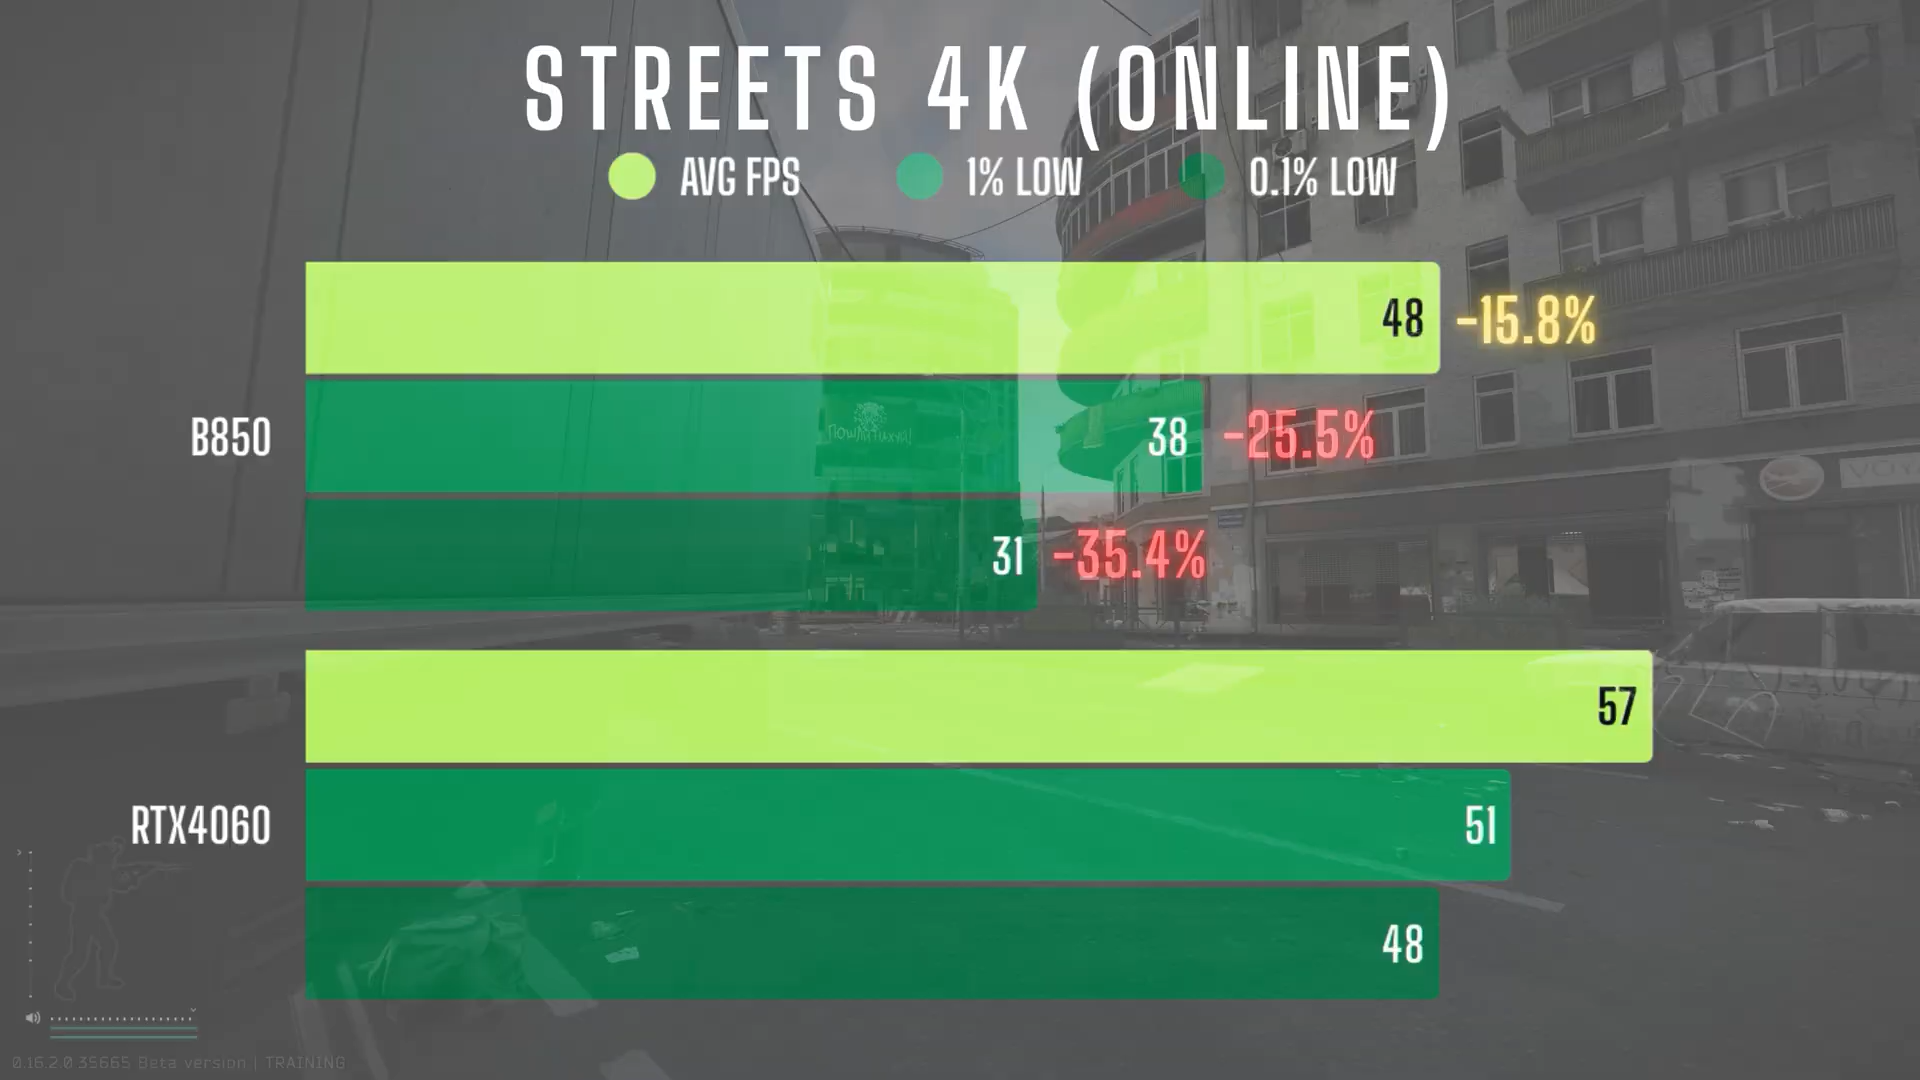 STREETS 4K (ONLINE)
AVG FPS 1% LOW 0.1% LOW
48 -15.8%
B850 38 -25.5%
31 -35.4%
57
RTX4060 51
48
0.16.2.0.35665 Beta version | TRAINING